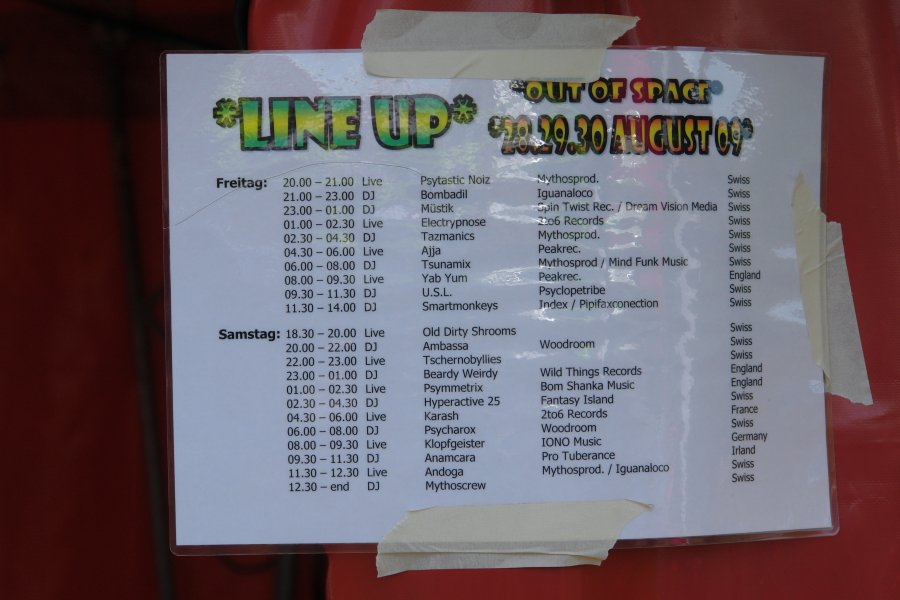 *LINE UP* *OUT OF SPACE*
*28.29.30 AUGUST 09*
Freitag: 20.00 – 21.00 Live Psytastic Noiz Mythosprod. Swiss
21.00 – 23.00 DJ Bombadil Iguanaloco Swiss
23.00 – 01.00 DJ Müstik Spin Twist Rec. / Dream Vision Media Swiss
01.00 – 02.30 Live Electrypnose 2to6 Records Swiss
02.30 – 04.30 DJ Tazmanics Mythosprod. Swiss
04.30 – 06.00 Live Ajja Peakrec. Swiss
06.00 – 08.00 DJ Tsunamix Mythosprod / Mind Funk Music Swiss
08.00 – 09.30 Live Yab Yum Peakrec. England
09.30 – 11.30 DJ U.S.L. Psyclopetribe Swiss
11.30 – 14.00 DJ Smartmonkeys Index / Pipifaxconection Swiss
Samstag: 18.30 – 20.00 Live Old Dirty Shrooms Swiss
20.00 – 22.00 DJ Ambassa Woodroom Swiss
22.00 – 23.00 Live Tschernobyllies Swiss
23.00 – 01.00 DJ Beardy Weirdy Wild Things Records England
01.00 – 02.30 Live Psymmetrix Bom Shanka Music England
02.30 – 04.30 DJ Hyperactive 25 Fantasy Island Swiss
04.30 – 06.00 Live Karash 2to6 Records France
06.00 – 08.00 DJ Psycharox Woodroom Swiss
08.00 – 09.30 Live Klopfgeister IONO Music Germany
09.30 – 11.30 DJ Anamcara Pro Tuberance Irland
11.30 – 12.30 Live Andoga Mythosprod. / Iguanaloco Swiss
12.30 – end DJ Mythoscrew Swiss